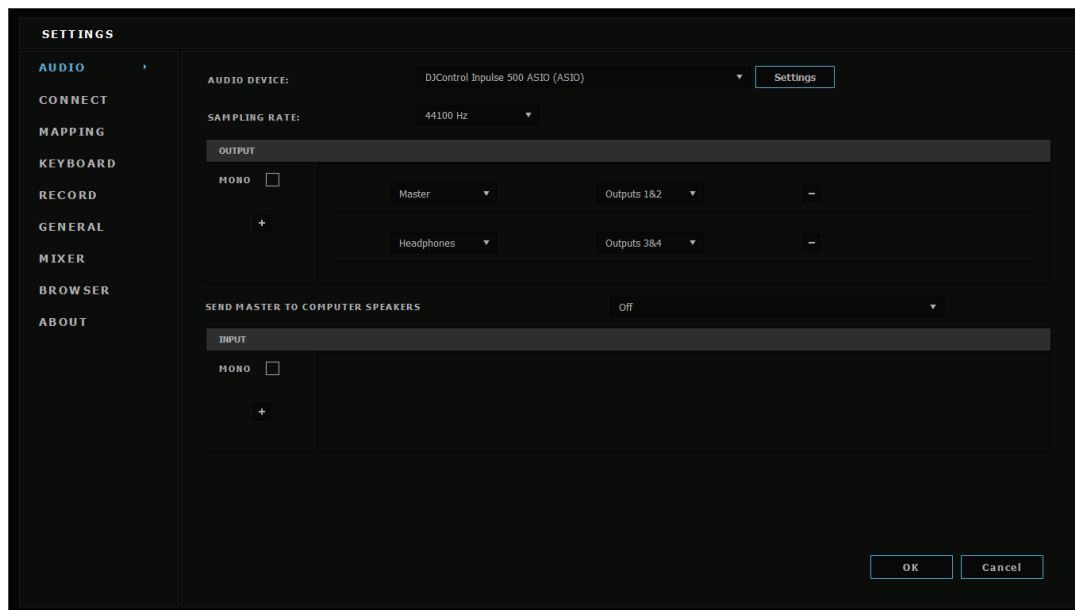 SETTINGS
AUDIO
CONNECT
MAPPING
KEYBOARD
RECORD
GENERAL
MIXER
BROWSER
ABOUT
AUDIO DEVICE: DJControl Inpulse 500 ASIO (ASIO) Settings
SAMPLING RATE: 44100 Hz
OUTPUT
MONO
+
Master Outputs 1&2 −
Headphones Outputs 3&4 −
SEND MASTER TO COMPUTER SPEAKERS Off
INPUT
MONO
+
OK Cancel